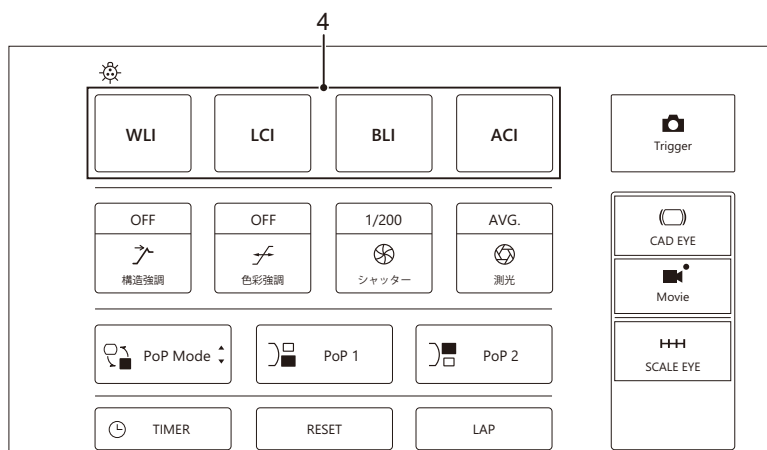 4
WLI LCI BLI ACI
Trigger
OFF OFF 1/200 AVG.
構造強調 色彩強調 シャッター 測光
CAD EYE
Movie
PoP Mode PoP 1 PoP 2
SCALE EYE
TIMER RESET LAP